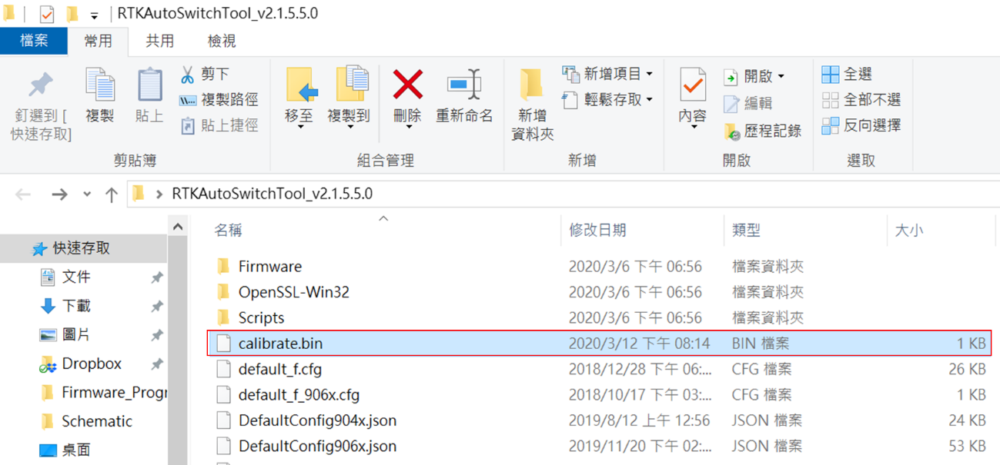 RTKAutoSwitchTool_v2.1.5.5.0
檔案 常用 共用 檢視
釘選到 [
快速存取]
複製
貼上
剪下
複製路徑
貼上捷徑
剪貼簿
移至
複製到
刪除
重新命名
組合管理
新增
資料夾
新增項目
輕鬆存取
新增
內容
開啟
編輯
歷程記錄
開啟
全選
全部不選
反向選擇
選取
RTKAutoSwitchTool_v2.1.5.5.0
快速存取
文件
下載
圖片
Dropbox
Firmware_Progr
Schematic
桌面
名稱 修改日期 類型 大小
Firmware 2020/3/6 下午 06:56 檔案資料夾
OpenSSL-Win32 2020/3/6 下午 06:56 檔案資料夾
Scripts 2020/3/6 下午 06:56 檔案資料夾
calibrate.bin 2020/3/12 下午 08:14 BIN 檔案 1 KB
default_f.cfg 2018/12/28 下午 06:... CFG 檔案 26 KB
default_f_906x.cfg 2018/10/17 下午 03:... CFG 檔案 1 KB
DefaultConfig904x.json 2019/8/12 上午 12:56 JSON 檔案 24 KB
DefaultConfig906x.json 2019/11/20 下午 02:... JSON 檔案 53 KB